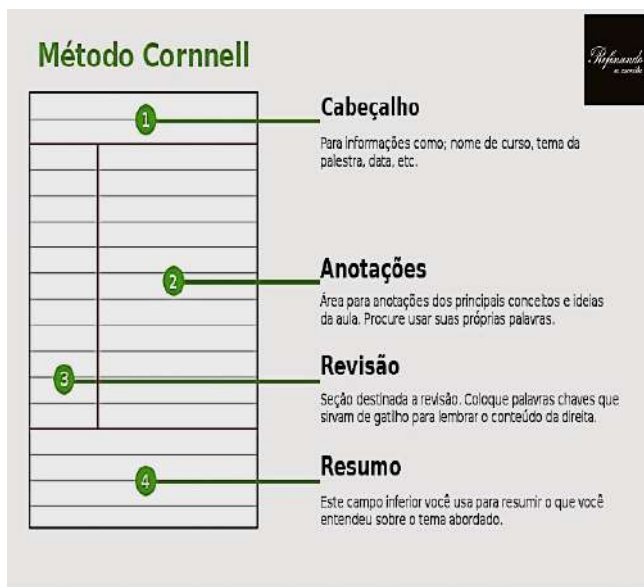 Método Cornnell
Refinando
a escrita
1
Cabeçalho
Para informações como; nome de curso, tema da
palestra, data, etc.
2
Anotações
Área para anotações dos principais conceitos e ideias
da aula. Procure usar suas próprias palavras.
3
Revisão
Seção destinada a revisão. Coloque palavras chaves que
sirvam de gatilho para lembrar o conteúdo da direita.
4
Resumo
Este campo inferior você usa para resumir o que você
entendeu sobre o tema abordado.